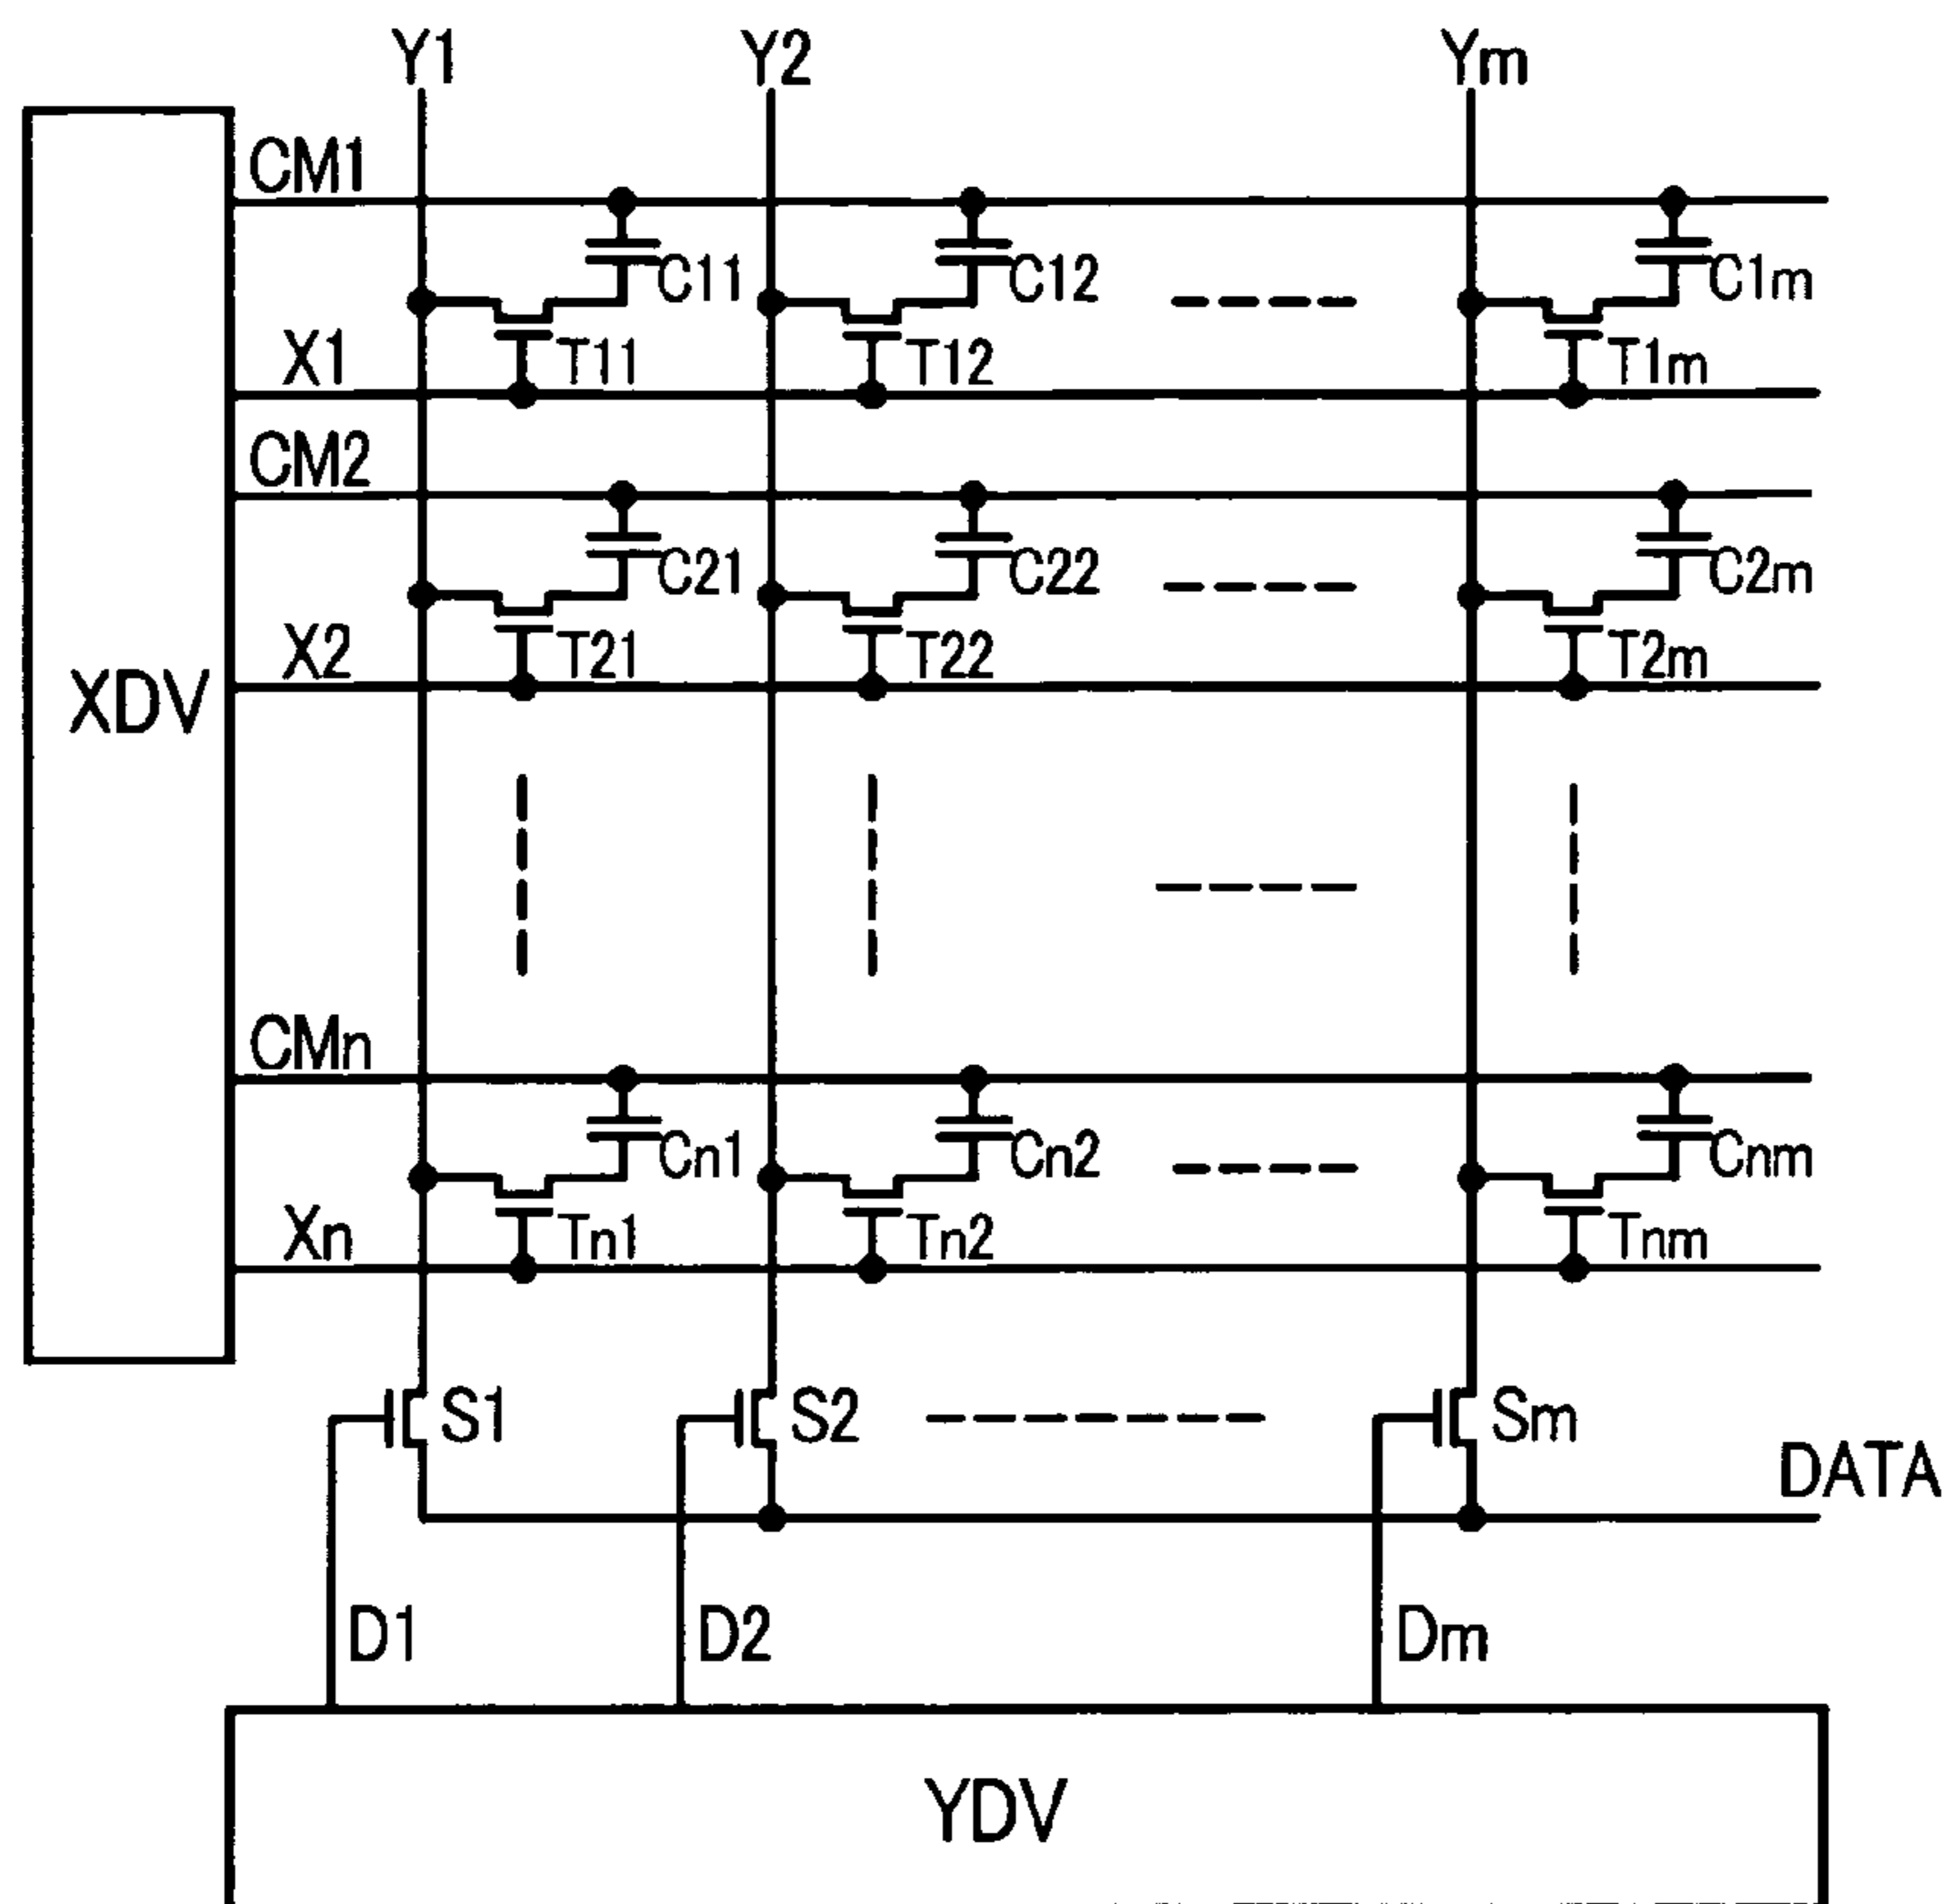 Y1 Y2 Ym
CM1
C11 C12 C1m
X1 T11 T12 T1m
CM2
C21 C22 C2m
X2 T21 T22 T2m
XDV
CMn
Cn1 Cn2 Cnm
Xn Tn1 Tn2 Tnm
S1 S2 Sm
DATA
D1 D2 Dm
YDV